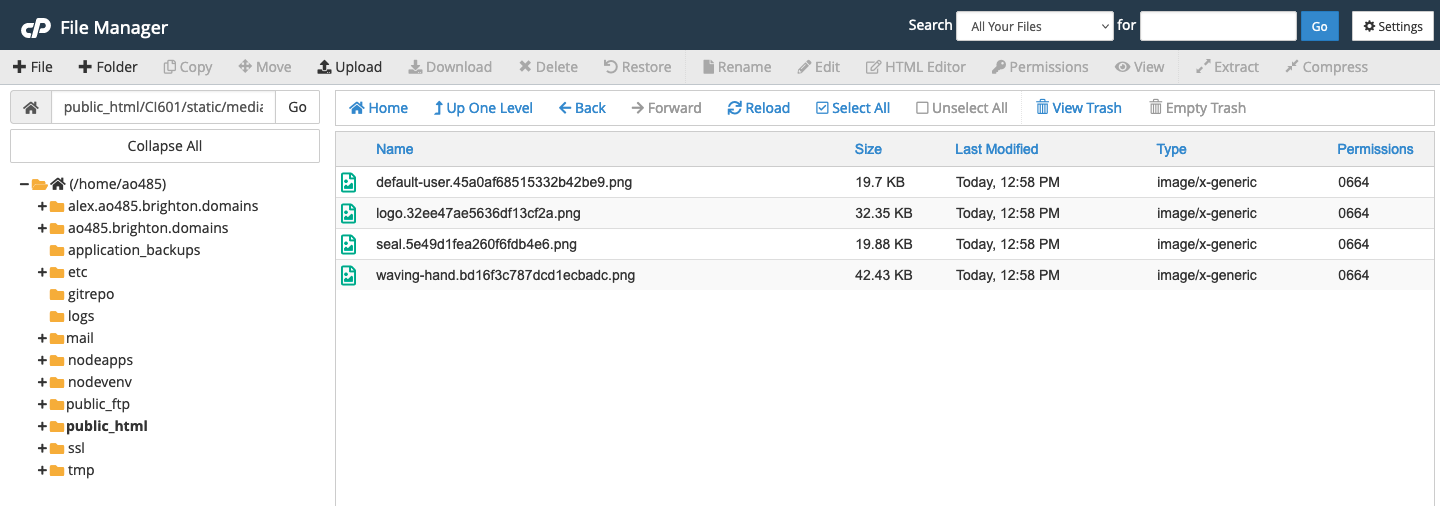 cP File Manager Search All Your Files for Go Settings
File Folder Copy Move Upload Download Delete Restore Rename Edit HTML Editor Permissions View Extract Compress
public_html/CI601/static/media Go
Collapse All
(/home/ao485)
alex.ao485.brighton.domains
ao485.brighton.domains
application_backups
etc
gitrepo
logs
mail
nodeapps
nodevenv
public_ftp
public_html
ssl
tmp
Home Up One Level Back Forward Reload Select All Unselect All View Trash Empty Trash
Name Size Last Modified Type Permissions
default-user.45a0af68515332b42be9.png 19.7 KB Today, 12:58 PM image/x-generic 0664
logo.32ee47ae5636df13cf2a.png 32.35 KB Today, 12:58 PM image/x-generic 0664
seal.5e49d1fea260f6fdb4e6.png 19.88 KB Today, 12:58 PM image/x-generic 0664
waving-hand.bd16f3c787dcd1ecbadc.png 42.43 KB Today, 12:58 PM image/x-generic 0664